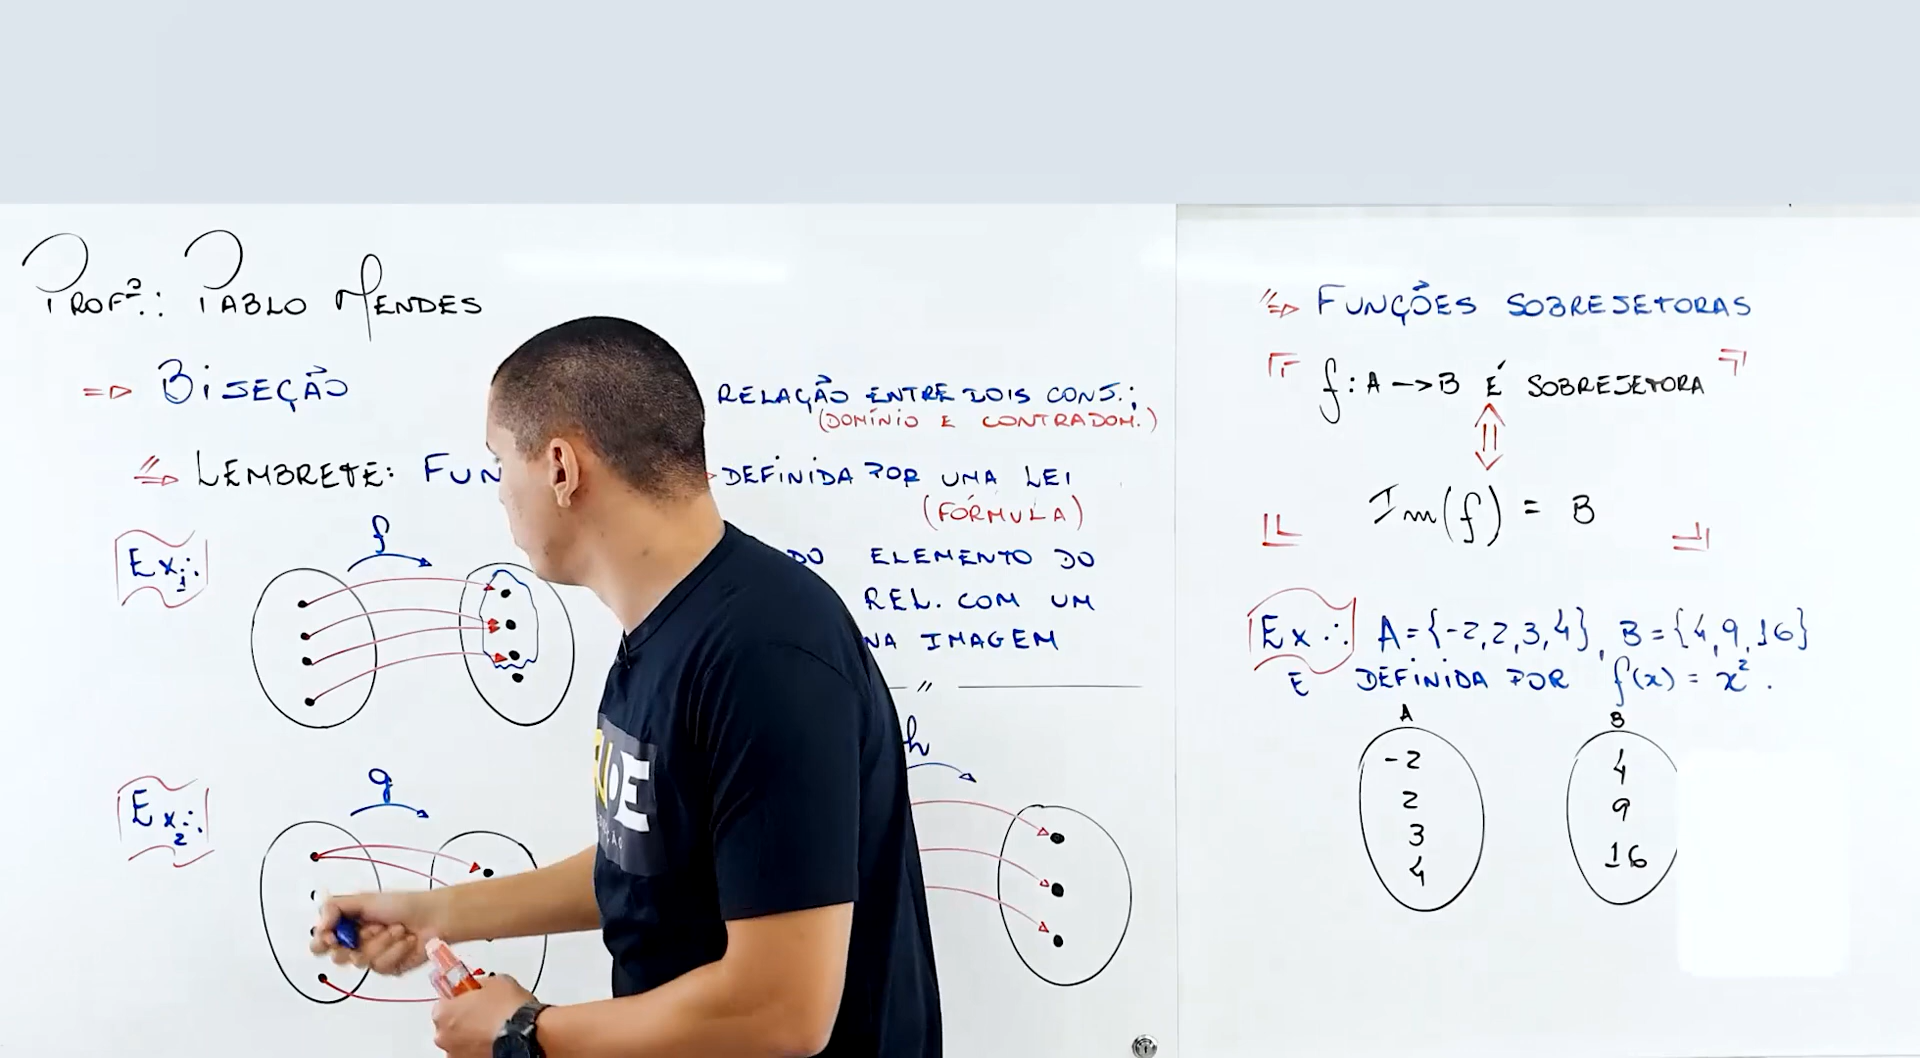 Profº.: Pablo Mendes
=> Bijeção
=> Lembrete: Fun
Ex₁∴
f
Ex₂∴
g
Relação entre dois conj.;
(Domínio e Contradom.)
Definida por uma lei
(Fórmula)
do elemento do
rel. com um
na imagem
h
=> Funções Sobrejetoras
f: A -> B é sobrejetora
⇕
Im(f) = B
Ex∴ A={-2,2,3,4}, B={4,9,16}
e definida por f(x) = x².
A B
-2 4
2 9
3 16
4